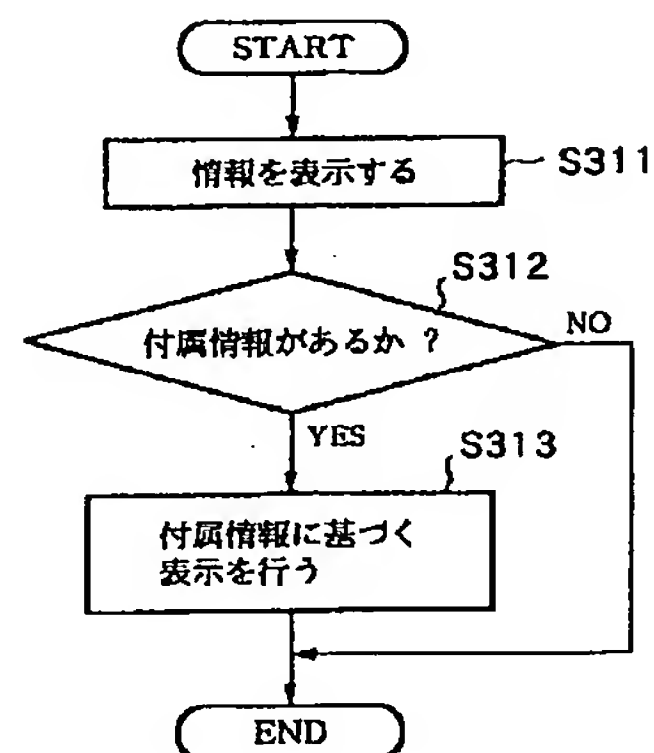 START
情報を表示する
S311
S312
付属情報があるか ?
NO
YES
S313
付属情報に基づく
表示を行う
END